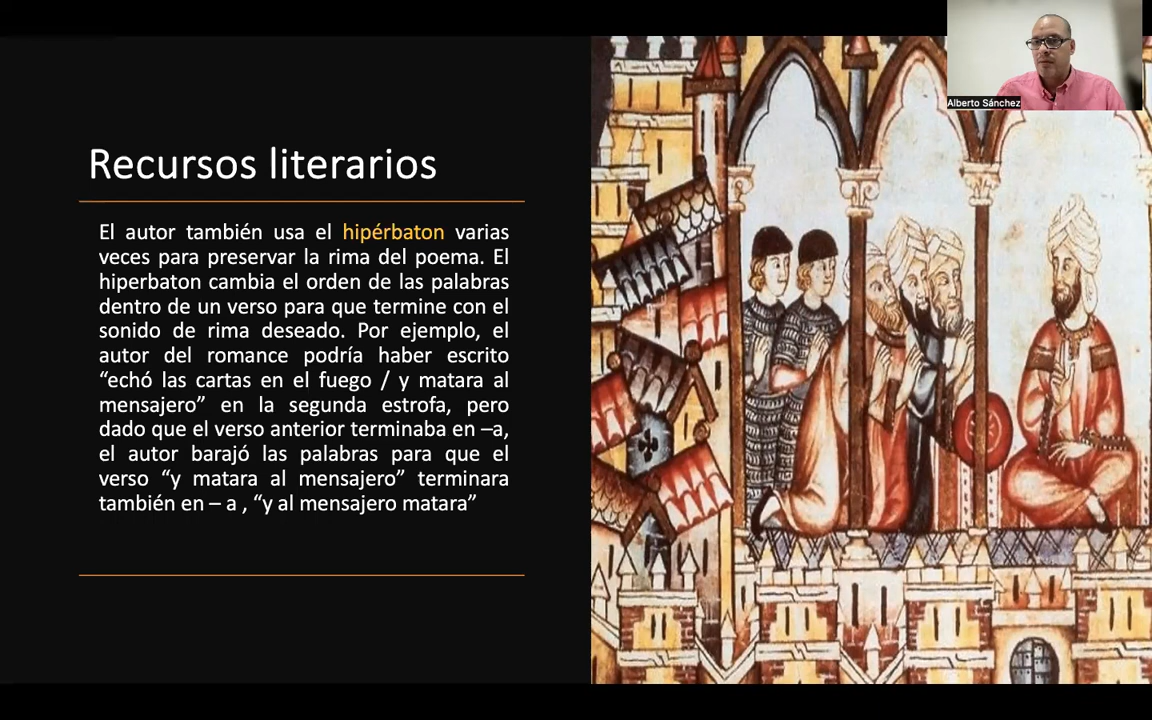 Alberto Sánchez
Recursos literarios
El autor también usa el hipérbaton varias
veces para preservar la rima del poema. El
hiperbaton cambia el orden de las palabras
dentro de un verso para que termine con el
sonido de rima deseado. Por ejemplo, el
autor del romance podría haber escrito
“echó las cartas en el fuego / y matara al
mensajero” en la segunda estrofa, pero
dado que el verso anterior terminaba en –a,
el autor barajó las palabras para que el
verso “y matara al mensajero” terminara
también en – a , “y al mensajero matara”